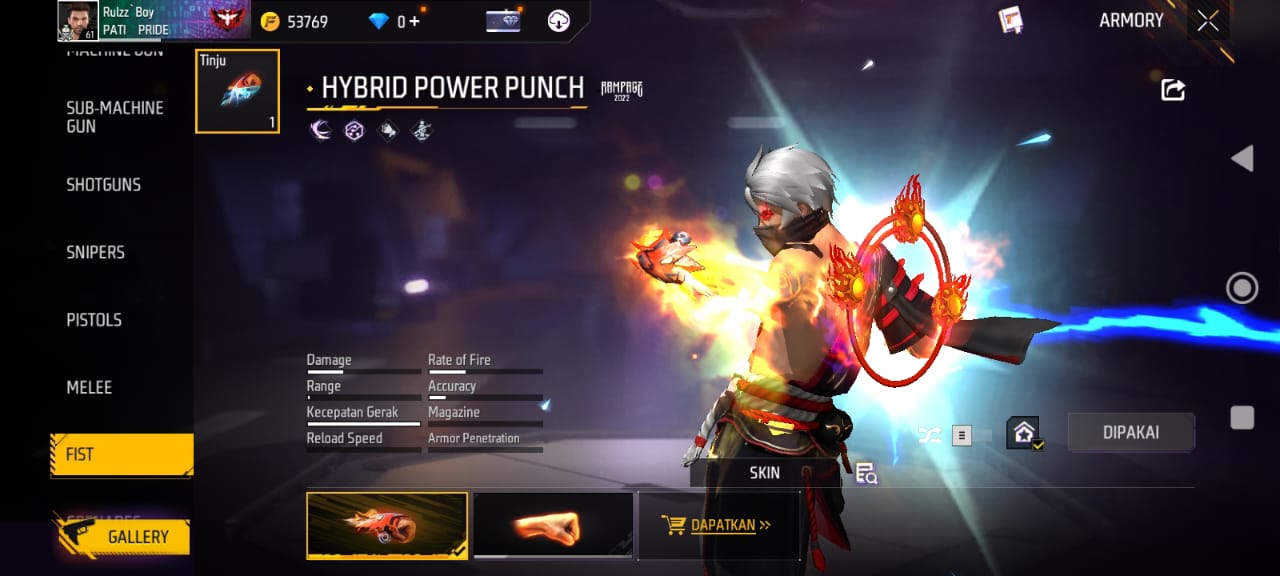 Rulzz`Boy
PATI PRIDE
61
53769
0+
ARMORY
MACHINE GUN
SUB-MACHINE
GUN
SHOTGUNS
SNIPERS
PISTOLS
MELEE
FIST
GALLERY
Tinju
1
HYBRID POWER PUNCH
RAMPAGE
2022
Damage
Rate of Fire
Range
Accuracy
Kecepatan Gerak
Magazine
Reload Speed
Armor Penetration
DIPAKAI
SKIN
DAPATKAN >>